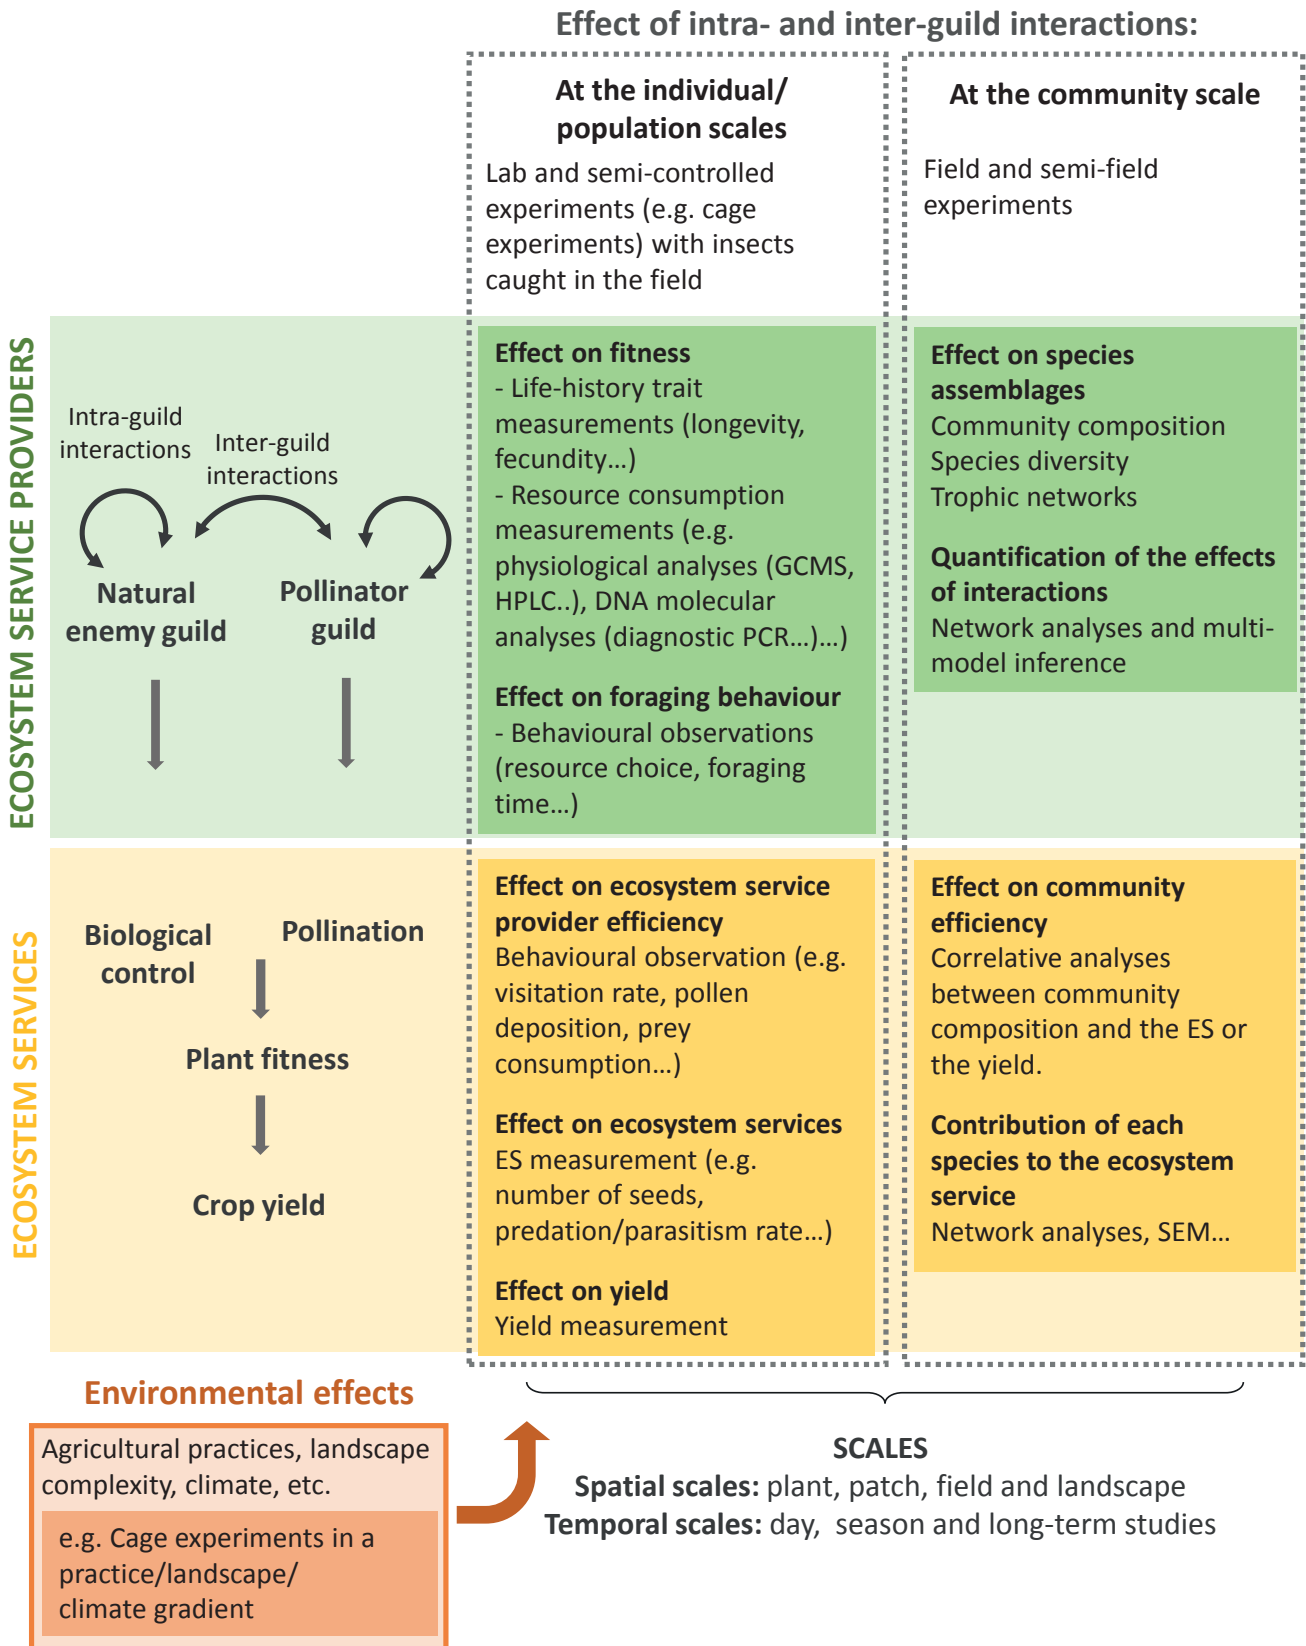 Effect of intra- and inter-guild interactions:
At the individual/
population scales
Lab and semi-controlled
experiments (e.g. cage
experiments) with insects
caught in the field
At the community scale
Field and semi-field
experiments
ECOSYSTEM SERVICE PROVIDERS
Intra-guild
interactions
Inter-guild
interactions
Natural
enemy guild
Pollinator
guild
Effect on fitness
- Life-history trait
measurements (longevity,
fecundity...)
- Resource consumption
measurements (e.g.
physiological analyses (GCMS,
HPLC..), DNA molecular
analyses (diagnostic PCR...)...)
Effect on foraging behaviour
- Behavioural observations
(resource choice, foraging
time...)
Effect on species
assemblages
Community composition
Species diversity
Trophic networks
Quantification of the effects
of interactions
Network analyses and multi-
model inference
ECOSYSTEM SERVICES
Biological
control
Pollination
Plant fitness
Crop yield
Effect on ecosystem service
provider efficiency
Behavioural observation (e.g.
visitation rate, pollen
deposition, prey
consumption...)
Effect on ecosystem services
ES measurement (e.g.
number of seeds,
predation/parasitism rate...)
Effect on yield
Yield measurement
Effect on community
efficiency
Correlative analyses
between community
composition and the ES or
the yield.
Contribution of each
species to the ecosystem
service
Network analyses, SEM...
Environmental effects
Agricultural practices, landscape
complexity, climate, etc.
e.g. Cage experiments in a
practice/landscape/
climate gradient
SCALES
Spatial scales: plant, patch, field and landscape
Temporal scales: day, season and long-term studies